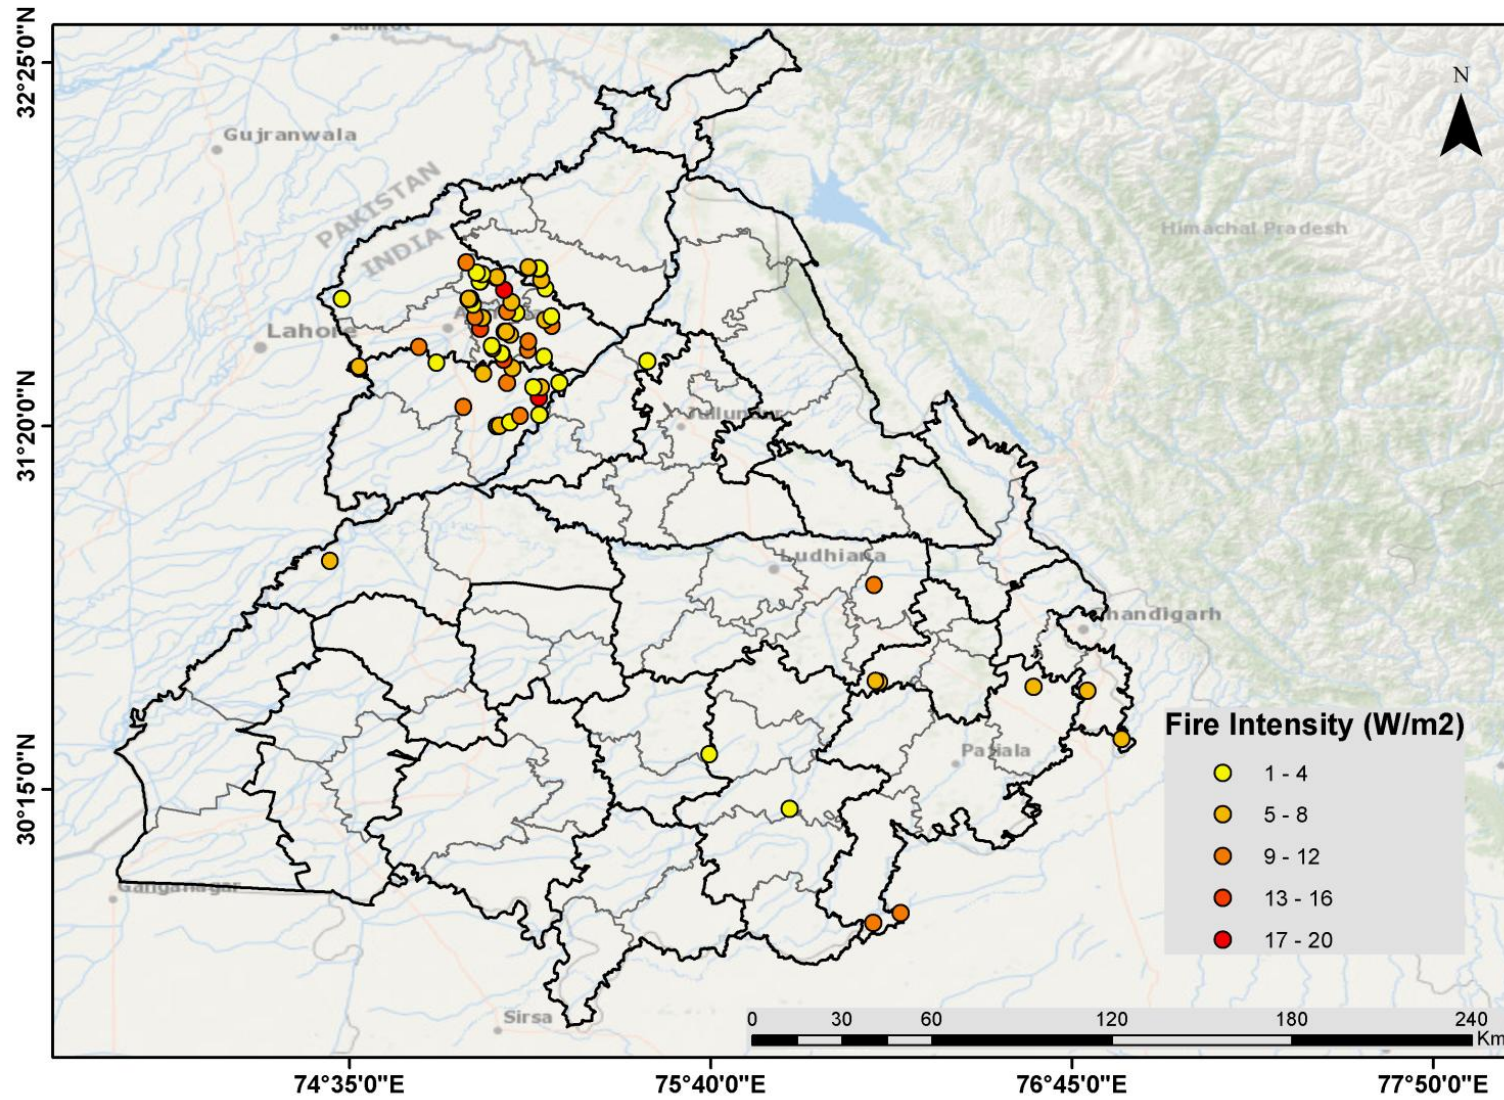 32°25'0"N
31°20'0"N
30°15'0"N
Gujranwala
PAKISTAN
INDIA
Lahore
Himachal Pradesh
N
Jullundur
Ludhiana
Chandigarh
Patiala
Ganganagar
Sirsa
Fire Intensity (W/m2)
1 - 4
5 - 8
9 - 12
13 - 16
17 - 20
0 30 60 120 180 240
Km
74°35'0"E 75°40'0"E 76°45'0"E 77°50'0"E